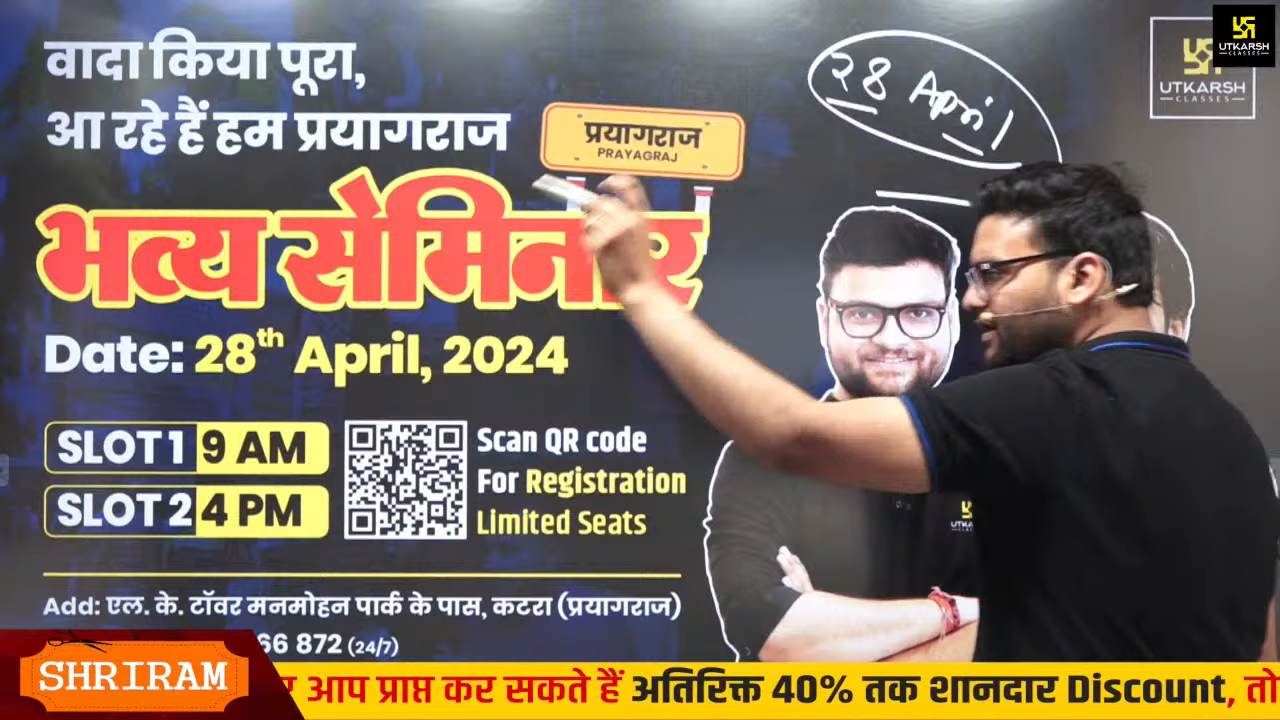 वादा किया पूरा,
आ रहे हैं हम प्रयागराज
प्रयागराज
PRAYAGRAJ
28 April
UTKARSH
CLASSES
UTKARSH
CLASSES
भव्य सेमिनार
Date: 28th April, 2024
SLOT 1 9 AM
SLOT 2 4 PM
Scan QR code
For Registration
Limited Seats
Add: एल. के. टॉवर मनमोहन पार्क के पास, कटरा (प्रयागराज)
66 872 (24/7)
SHRIRAM
आप प्राप्त कर सकते हैं अतिरिक्त 40% तक शानदार Discount, तो